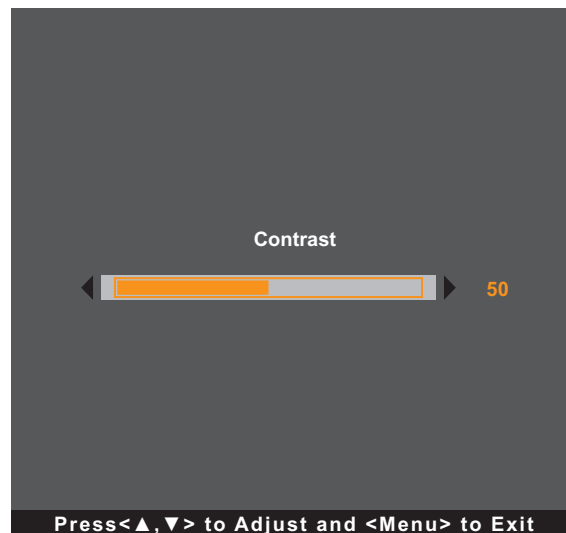 Contrast
50
Press<▲,▼> to Adjust and <Menu> to Exit